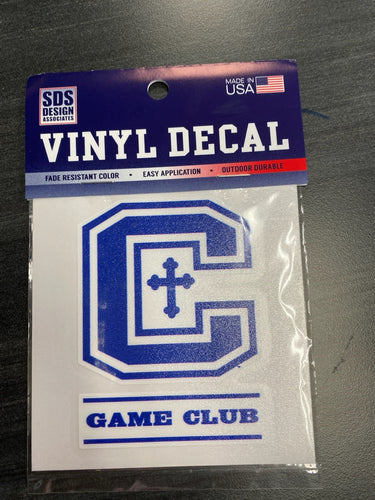 SDS
DESIGN
ASSOCIATES
MADE IN
USA
VINYL DECAL
FADE RESISTANT COLOR • EASY APPLICATION • OUTDOOR DURABLE
C
GAME CLUB